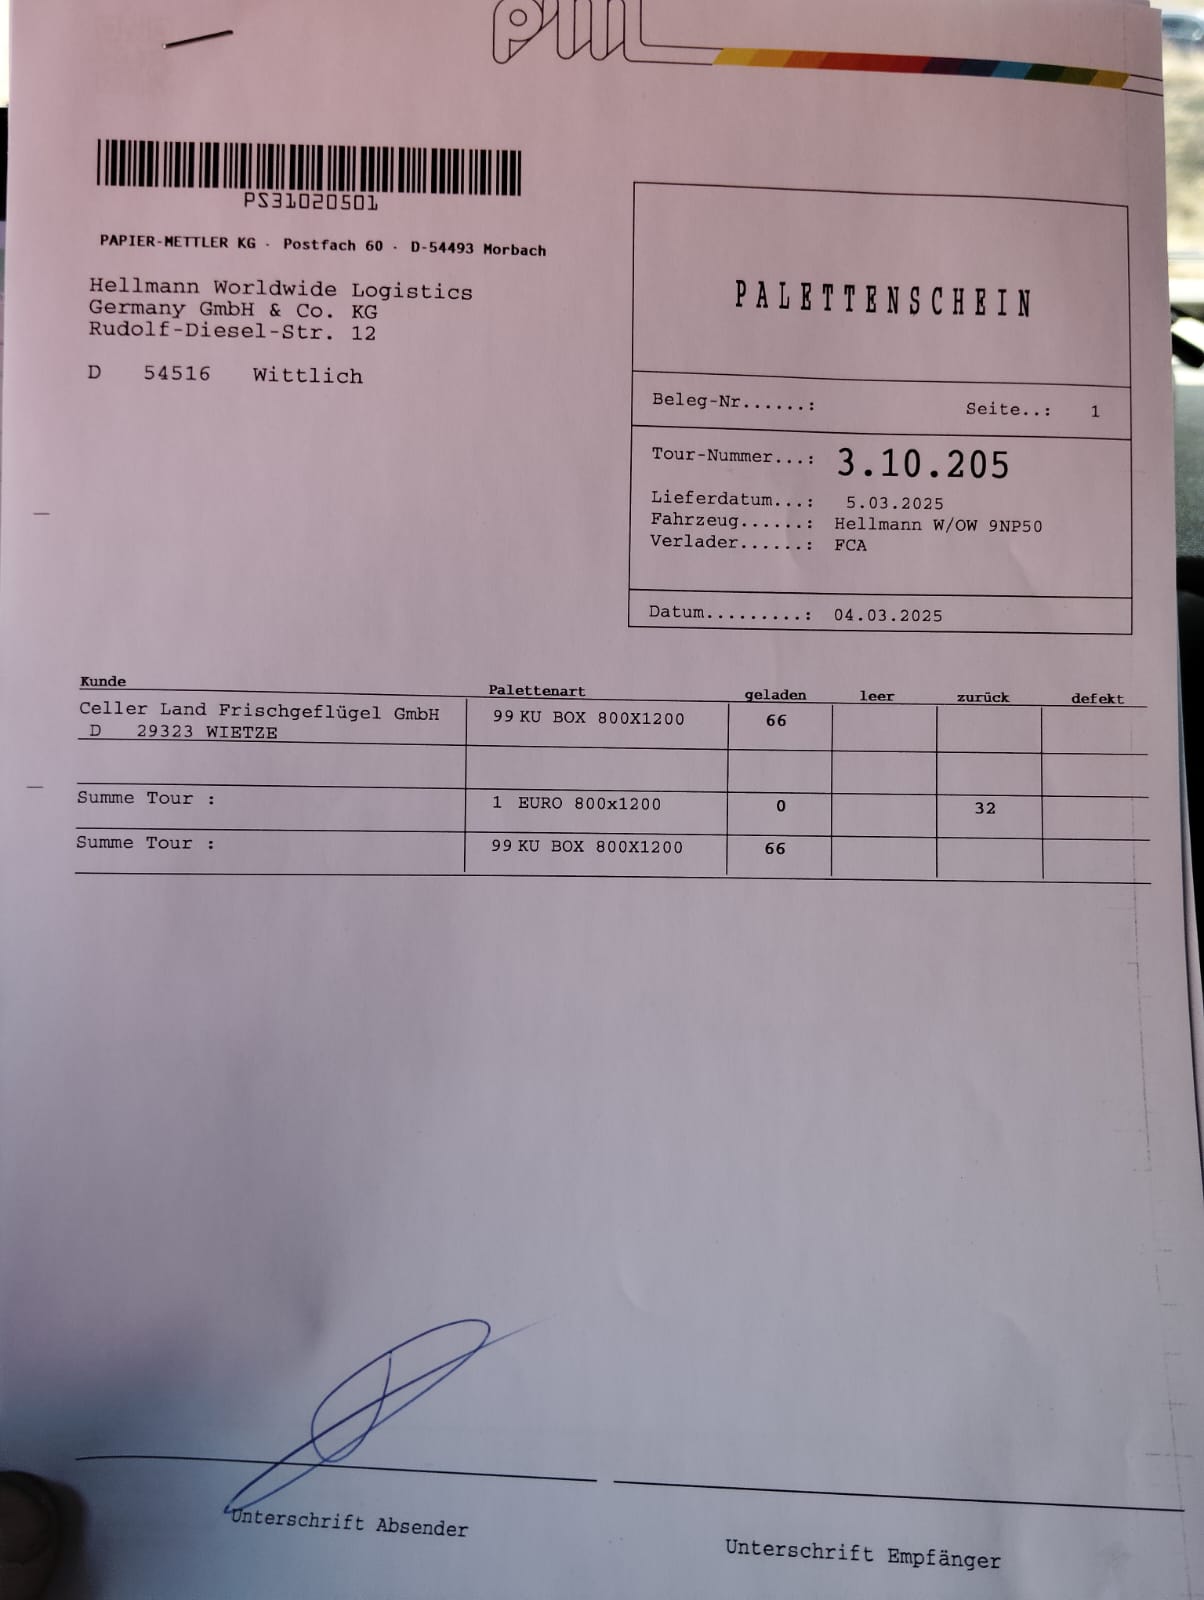 pm
PS31020501
PAPIER-METTLER KG · Postfach 60 · D-54493 Morbach
Hellmann Worldwide Logistics
Germany GmbH & Co. KG
Rudolf-Diesel-Str. 12
D 54516 Wittlich
PALETTENSCHEIN
Beleg-Nr......: Seite..: 1
Tour-Nummer...: 3.10.205
Lieferdatum...: 5.03.2025
Fahrzeug......: Hellmann W/OW 9NP50
Verlader......: FCA
Datum.........: 04.03.2025
Kunde Palettenart geladen leer zurück defekt
Celler Land Frischgeflügel GmbH 99 KU BOX 800X1200 66
D 29323 WIETZE
Summe Tour : 1 EURO 800x1200 0 32
Summe Tour : 99 KU BOX 800X1200 66
Unterschrift Absender
Unterschrift Empfänger